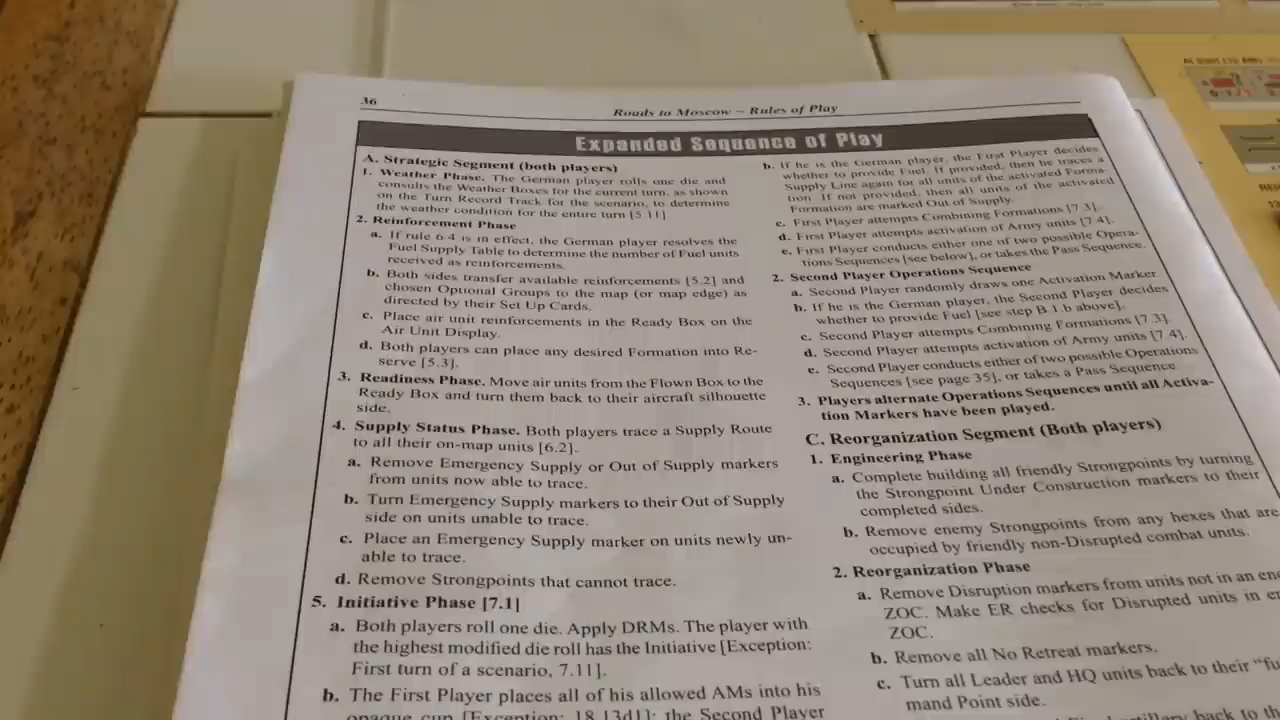 36
Roads to Moscow ~ Rules of Play
Expanded Sequence of Play
A. Strategic Segment (both players)
1. Weather Phase. The German player rolls one die and
consults the Weather Boxes for the current turn, as shown
on the Turn Record Track for the scenario, to determine
the weather condition for the entire turn [5.11]
2. Reinforcement Phase
a. If rule 6.4 is in effect, the German player resolves the
Fuel Supply Table to determine the number of Fuel units
received as reinforcements.
b. Both sides transfer available reinforcements [5.2] and
chosen Optional Groups to the map (or map edge) as
directed by their Set Up Cards.
c. Place air unit reinforcements in the Ready Box on the
Air Unit Display.
d. Both players can place any desired Formation into Re-
serve [5.3].
3. Readiness Phase. Move air units from the Flown Box to the
Ready Box and turn them back to their aircraft silhouette
side.
4. Supply Status Phase. Both players trace a Supply Route
to all their on-map units [6.2].
a. Remove Emergency Supply or Out of Supply markers
from units now able to trace.
b. Turn Emergency Supply markers to their Out of Supply
side on units unable to trace.
c. Place an Emergency Supply marker on units newly un-
able to trace.
d. Remove Strongpoints that cannot trace.
5. Initiative Phase [7.1]
a. Both players roll one die. Apply DRMs. The player with
the highest modified die roll has the Initiative [Exception:
First turn of a scenario, 7.11].
b. The First Player places all of his allowed AMs into his
opaque cup [Exception: 18.13d1]; the Second Player
b. If he is the German player, the First Player decides
whether to provide Fuel. If provided, then he traces a
Supply Line again for all units of the activated Forma-
tion. If not provided, then all units of the activated
Formation are marked Out of Supply.
c. First Player attempts Combining Formations [7.3].
d. First Player attempts activation of Army units [7.4].
e. First Player conducts either one of two possible Opera-
tions Sequences [see below], or takes the Pass Sequence.
2. Second Player Operations Sequence
a. Second Player randomly draws one Activation Marker.
b. If he is the German player, the Second Player decides
whether to provide Fuel [see step B.1.b above].
c. Second Player attempts Combining Formations [7.3].
d. Second Player attempts activation of Army units [7.4].
e. Second Player conducts either of two possible Operations
Sequences [see page 35], or takes a Pass Sequence.
3. Players alternate Operations Sequences until all Activa-
tion Markers have been played.
C. Reorganization Segment (Both players)
1. Engineering Phase
a. Complete building all friendly Strongpoints by turning
the Strongpoint Under Construction markers to their
completed sides.
b. Remove enemy Strongpoints from any hexes that are
occupied by friendly non-Disrupted combat units.
2. Reorganization Phase
a. Remove Disruption markers from units not in an
ZOC. Make ER checks for Disrupted units in
ZOC.
b. Remove all No Retreat markers.
c. Turn all Leader and HQ units back to their
mand Point side.
back to